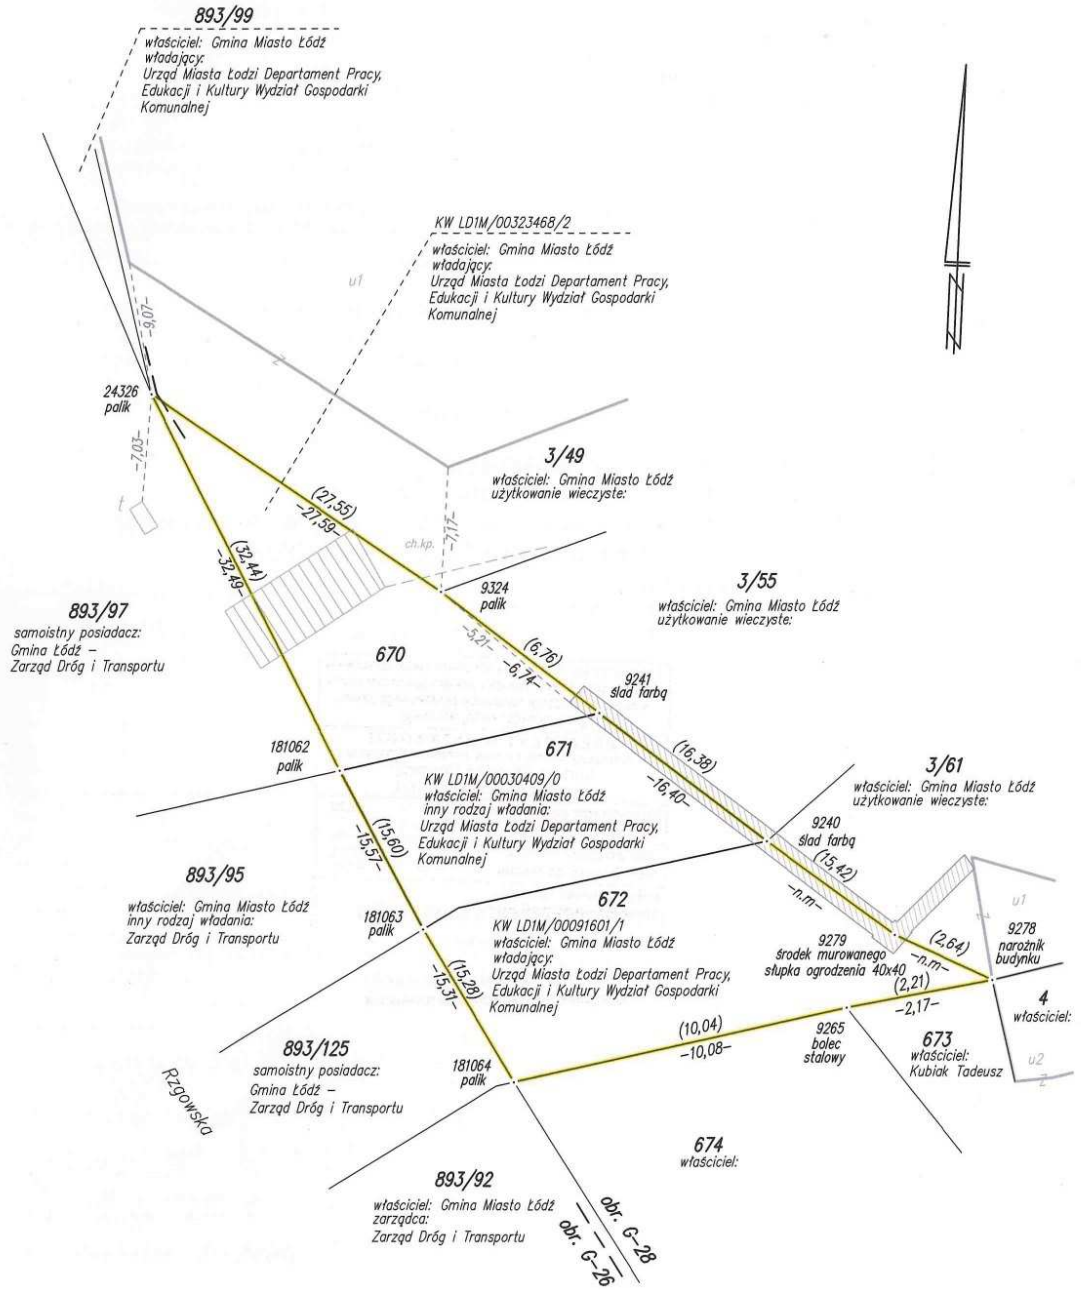 893/99
właściciel: Gmina Miasto Łódź
władający:
Urząd Miasta Łodzi Departament Pracy,
Edukacji i Kultury Wydział Gospodarki
Komunalnej
KW LD1M/00323468/2
właściciel: Gmina Miasto Łódź
władający:
Urząd Miasta Łodzi Departament Pracy,
Edukacji i Kultury Wydział Gospodarki
Komunalnej
u1
-9,07-
z
24326
palik
-7,03-
t
3/49
właściciel: Gmina Miasto Łódź
użytkowanie wieczyste:
(27,55)
-27,59-
-7,17-
ch.kp.
(32,44)
-32,49-
9324
palik
3/55
właściciel: Gmina Miasto Łódź
użytkowanie wieczyste:
893/97
samoistny posiadacz:
Gmina Łódź –
Zarząd Dróg i Transportu
670
-5,21-
(6,76)
-6,74-
9241
ślad farbą
181062
palik
671
KW LD1M/00030409/0
właściciel: Gmina Miasto Łódź
inny rodzaj władania:
Urząd Miasta Łodzi Departament Pracy,
Edukacji i Kultury Wydział Gospodarki
Komunalnej
(16,38)
-16,40-
3/61
właściciel: Gmina Miasto Łódź
użytkowanie wieczyste:
9240
ślad farbą
(15,60)
-15,57-
(15,42)
-n.m-
893/95
właściciel: Gmina Miasto Łódź
inny rodzaj władania:
Zarząd Dróg i Transportu
181063
palik
672
KW LD1M/00091601/1
właściciel: Gmina Miasto Łódź
władający:
Urząd Miasta Łodzi Departament Pracy,
Edukacji i Kultury Wydział Gospodarki
Komunalnej
u1
9279
środek murowanego
słupka ogrodzenia 40x40
(2,64)
-n.m-
9278
narożnik
budynku
(15,28)
-15,31-
(2,21)
-2,17-
4
właściciel:
(10,04)
-10,08-
9265
bolec
stalowy
673
właściciel:
Kubiak Tadeusz
u2
z
893/125
samoistny posiadacz:
Gmina Łódź –
Zarząd Dróg i Transportu
181064
palik
Rzgowska
674
właściciel:
893/92
właściciel: Gmina Miasto Łódź
zarządca:
Zarząd Dróg i Transportu
obr. G-28
obr. G-26